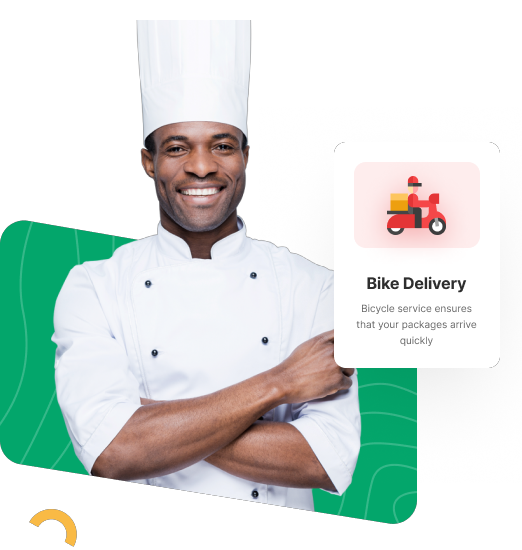 Bike Delivery
Bicycle service ensures
that your packages arrive
quickly